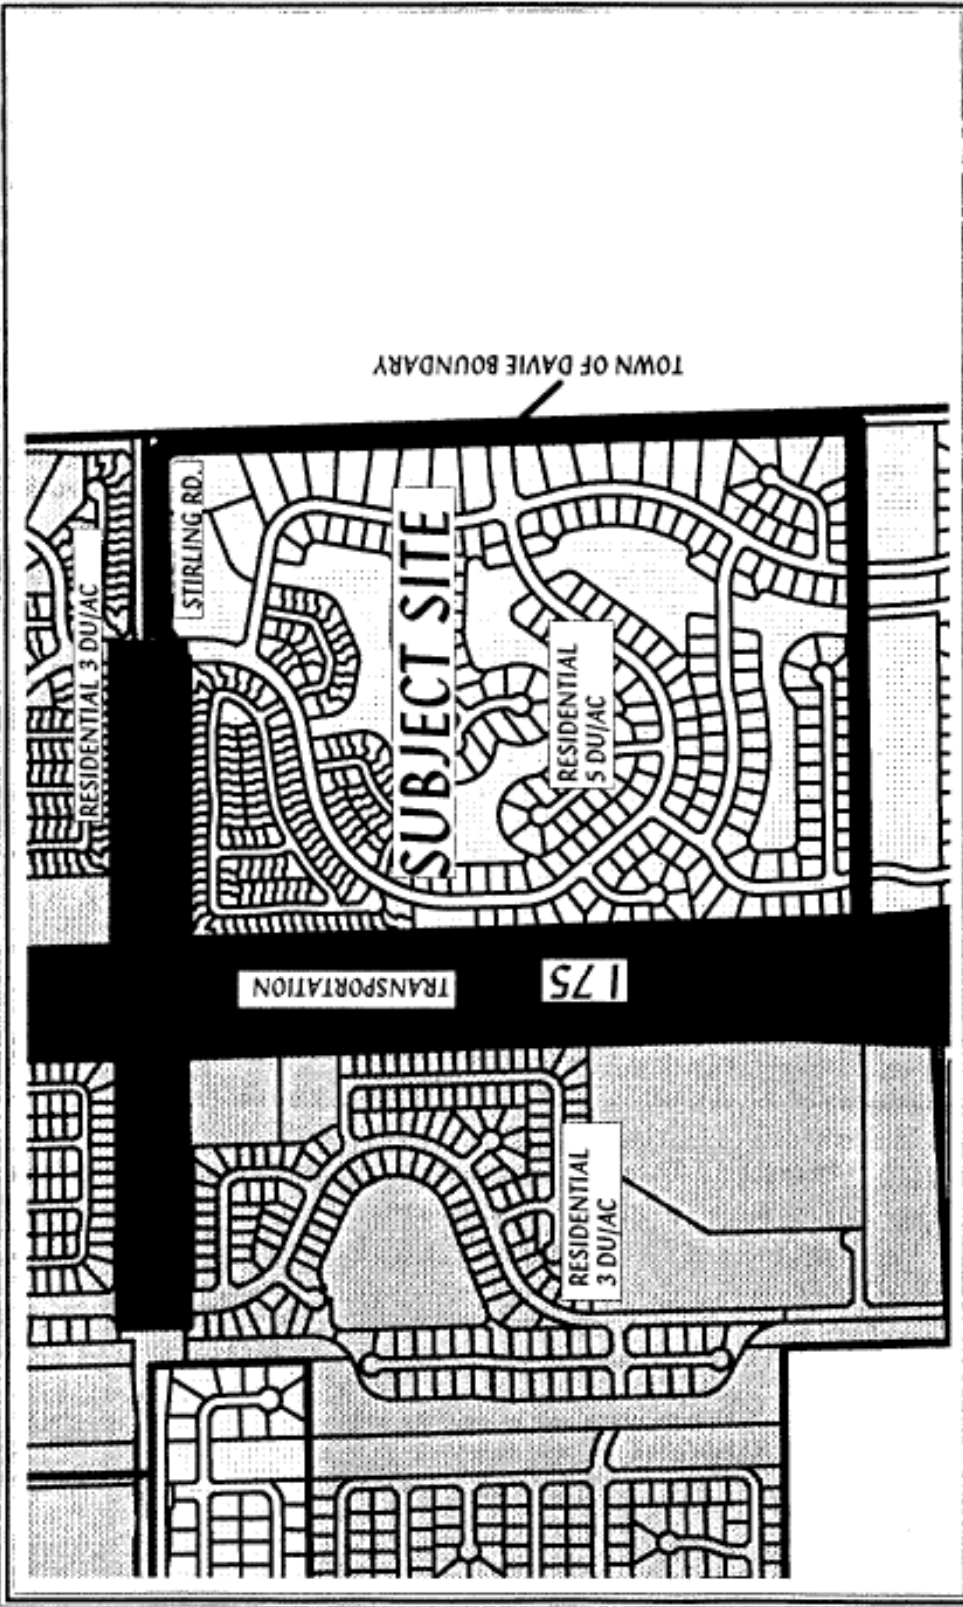 TOWN OF DAVIE BOUNDARY
STIRLING RD.
RESIDENTIAL 3 DU/AC
SUBJECT SITE
RESIDENTIAL
5 DU/AC
TRANSPORTATION
I 75
RESIDENTIAL
3 DU/AC